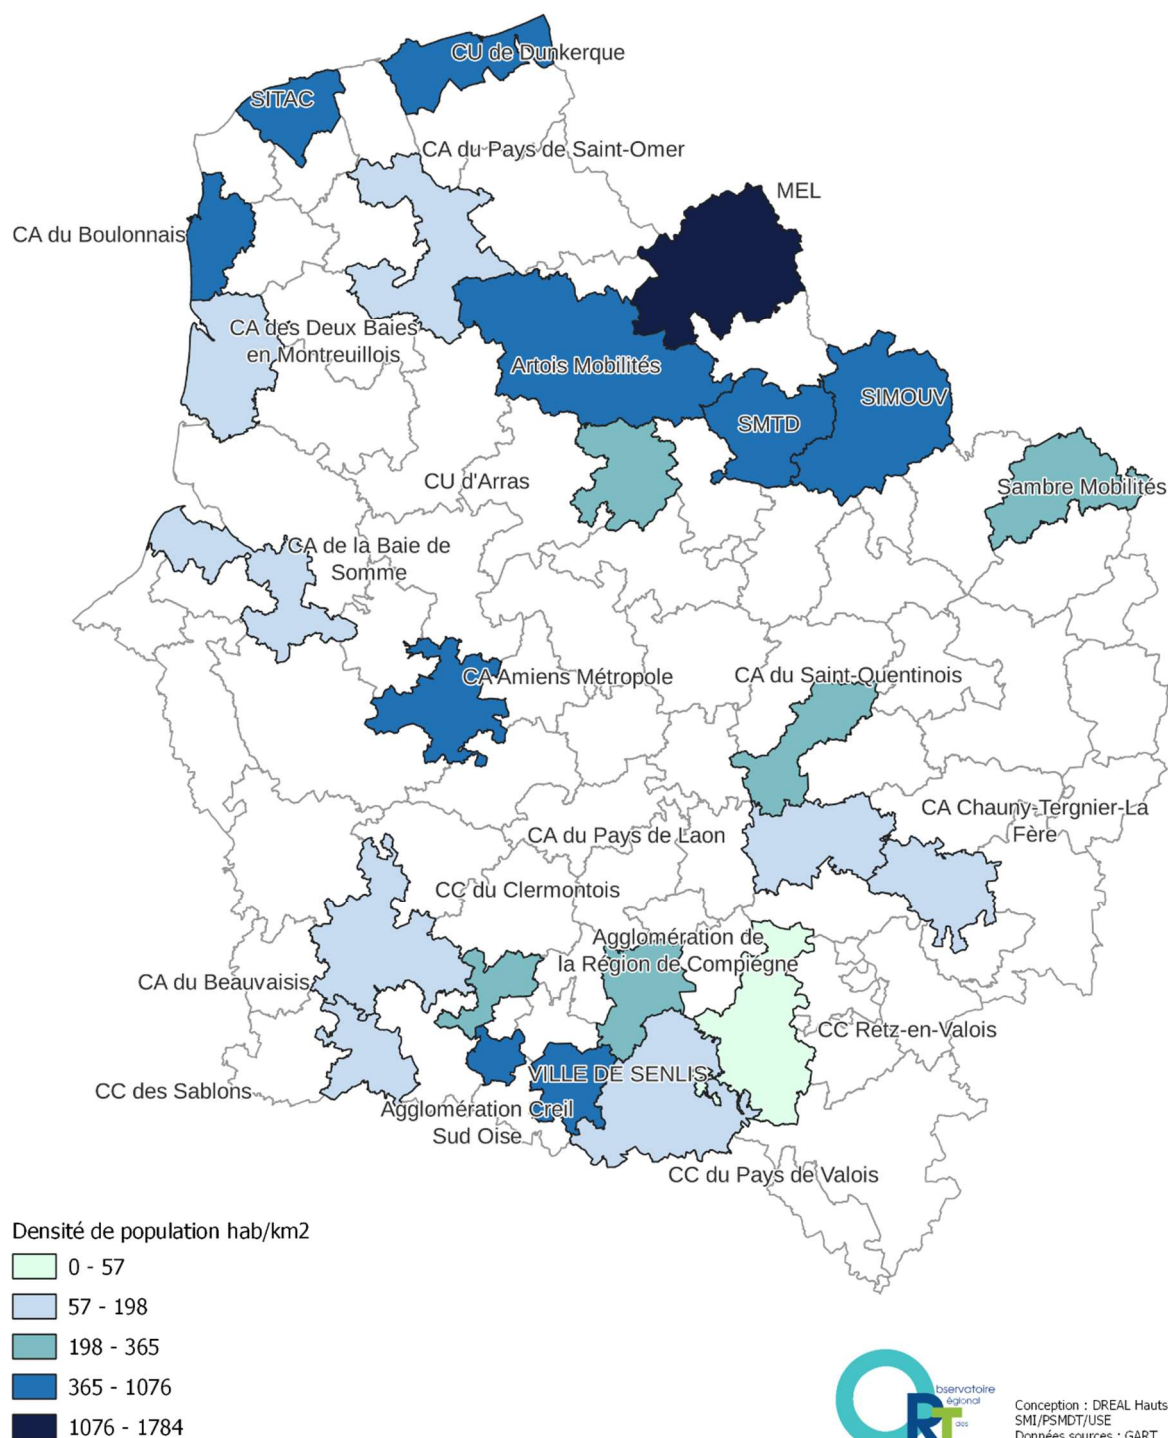 CU de Dunkerque
SITAC
CA du Pays de Saint-Omer
MEL
CA du Boulonnais
CA des Deux Baies
en Montreuillois
Artois Mobilités
SIMOUV
SMTD
CU d'Arras
Sambre Mobilités
CA de la Baie de
Somme
CA Amiens Métropole
CA du Saint-Quentinois
CA Chauny-Tergnier-La
Fère
CA du Pays de Laon
CC du Clermontois
Agglomération de
la Région de Compiègne
CA du Beauvaisis
CC Retz-en-Valois
VILLE DE SENLIS
CC des Sablons
Agglomération Creil
Sud Oise
CC du Pays de Valois
Densité de population hab/km2
0 - 57
57 - 198
198 - 365
365 - 1076
1076 - 1784
ORT
bservatoire
égional
des
Conception : DREAL Hauts
SMI/PSMDT/USE
Données sources : GART